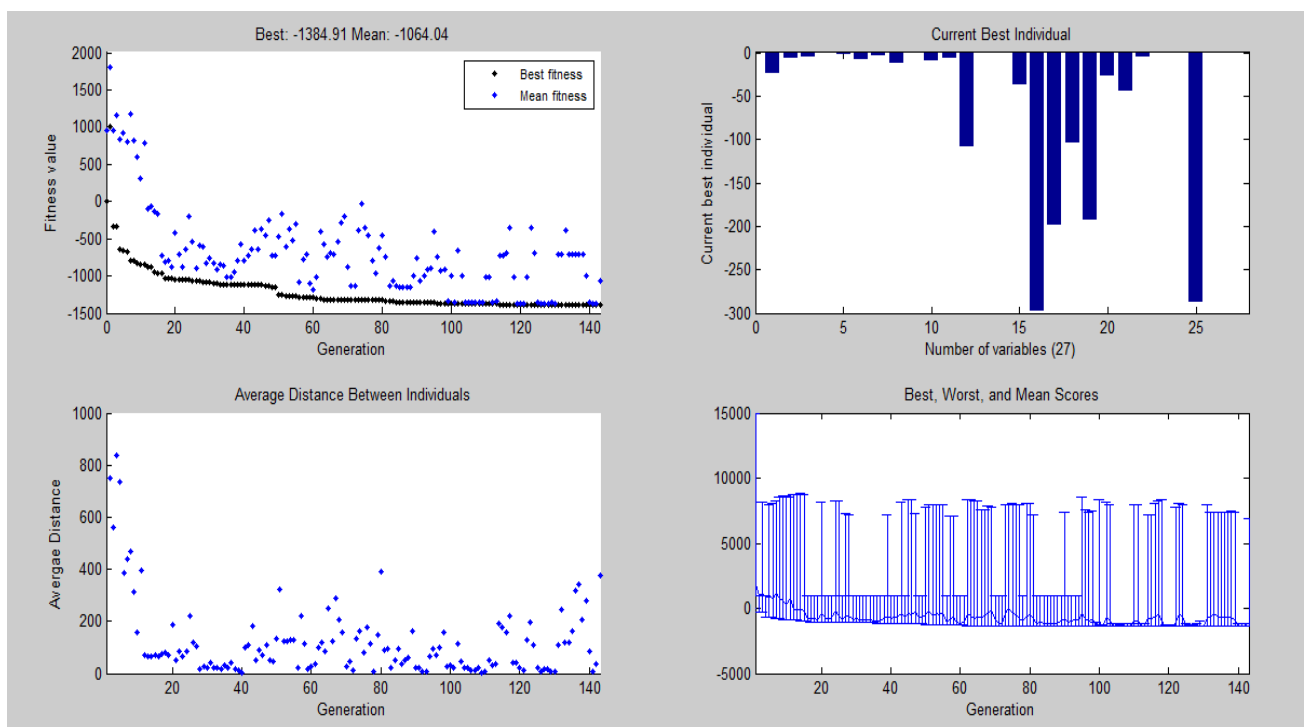 Best: -1384.91 Mean: -1064.04
2000
1500
1000
500
0
-500
-1000
-1500
Fitness value
Best fitness
Mean fitness
0 20 40 60 80 100 120 140
Generation
Current Best Individual
0
-50
-100
-150
-200
-250
-300
Current best individual
0 5 10 15 20 25
Number of variables (27)
Average Distance Between Individuals
1000
800
600
400
200
0
Avergae Distance
20 40 60 80 100 120 140
Generation
Best, Worst, and Mean Scores
15000
10000
5000
0
-5000
20 40 60 80 100 120 140
Generation